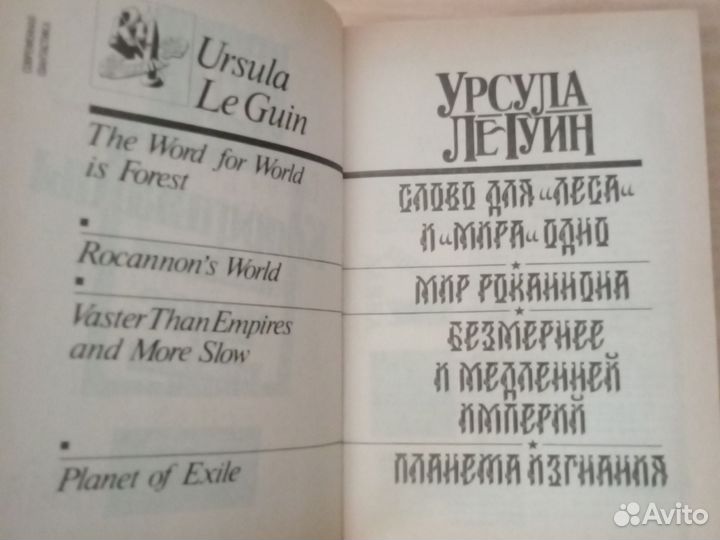 Ursula
Le Guin
The Word for World
is Forest
Rocannon's World
Vaster Than Empires
and More Slow
Planet of Exile
УРСУЛА
ЛЕ ГУИН
СЛОВО ДЛЯ „ЛЕСА“
И „МИРА“ ОДНО
МИР РОКАННОНА
БЕЗМЕРНЕЕ
И МЕДЛЕННЕЙ
ИМПЕРИЙ
ПЛАНЕТА ИЗГНАНИЯ
Avito